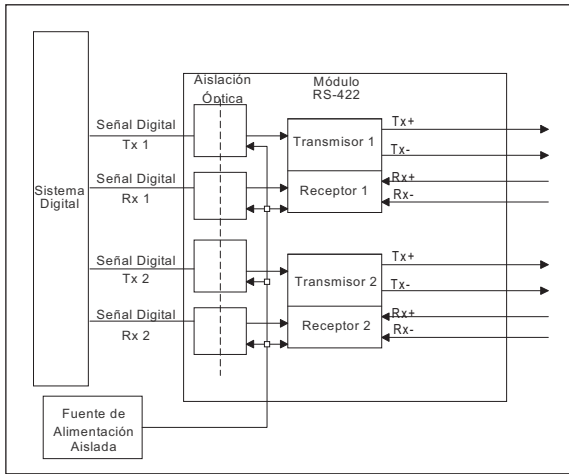 Aislación
Óptica
Módulo
RS-422
Sistema
Digital
Señal Digital
Tx 1
Transmisor 1
Tx+
Tx-
Señal Digital
Rx 1
Receptor 1
Rx+
Rx-
Señal Digital
Tx 2
Transmisor 2
Tx+
Tx-
Señal Digital
Rx 2
Receptor 2
Rx+
Rx-
Fuente de
Alimentación
Aislada